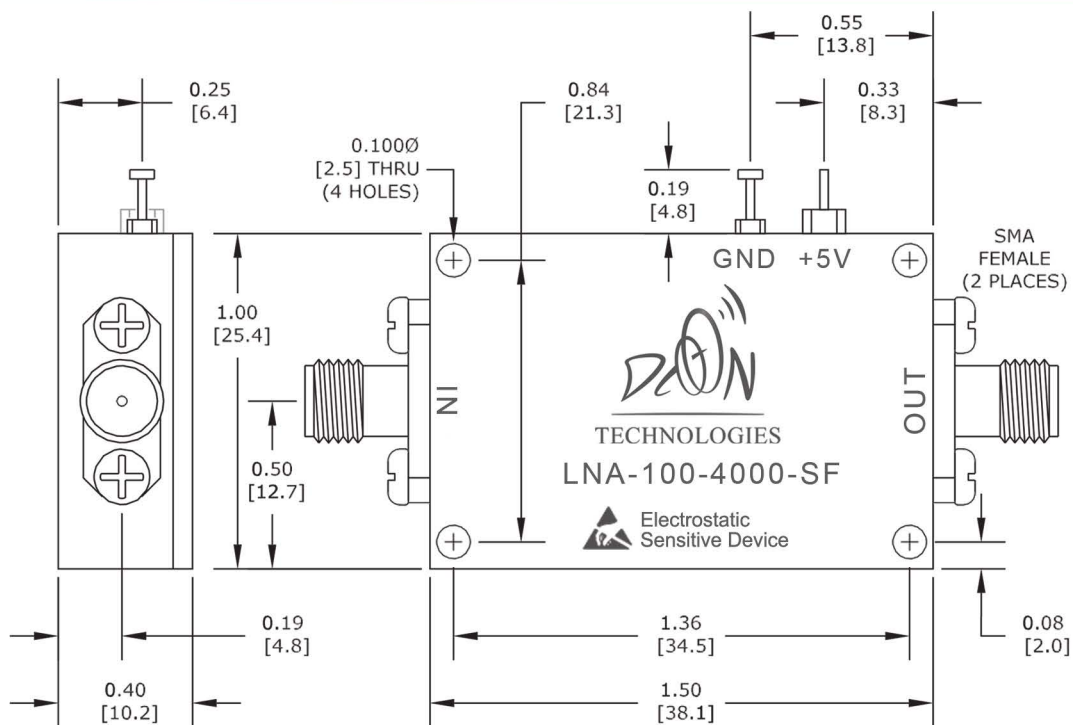 0.55
[13.8]
0.25
[6.4]
0.84
[21.3]
0.33
[8.3]
0.100Ø
[2.5] THRU
(4 HOLES)
0.19
[4.8]
SMA
FEMALE
(2 PLACES)
GND +5V
1.00
[25.4]
IN
OUT
DCON
TECHNOLOGIES
LNA-100-4000-SF
0.50
[12.7]
Electrostatic
Sensitive Device
0.19
[4.8]
1.36
[34.5]
0.08
[2.0]
0.40
[10.2]
1.50
[38.1]